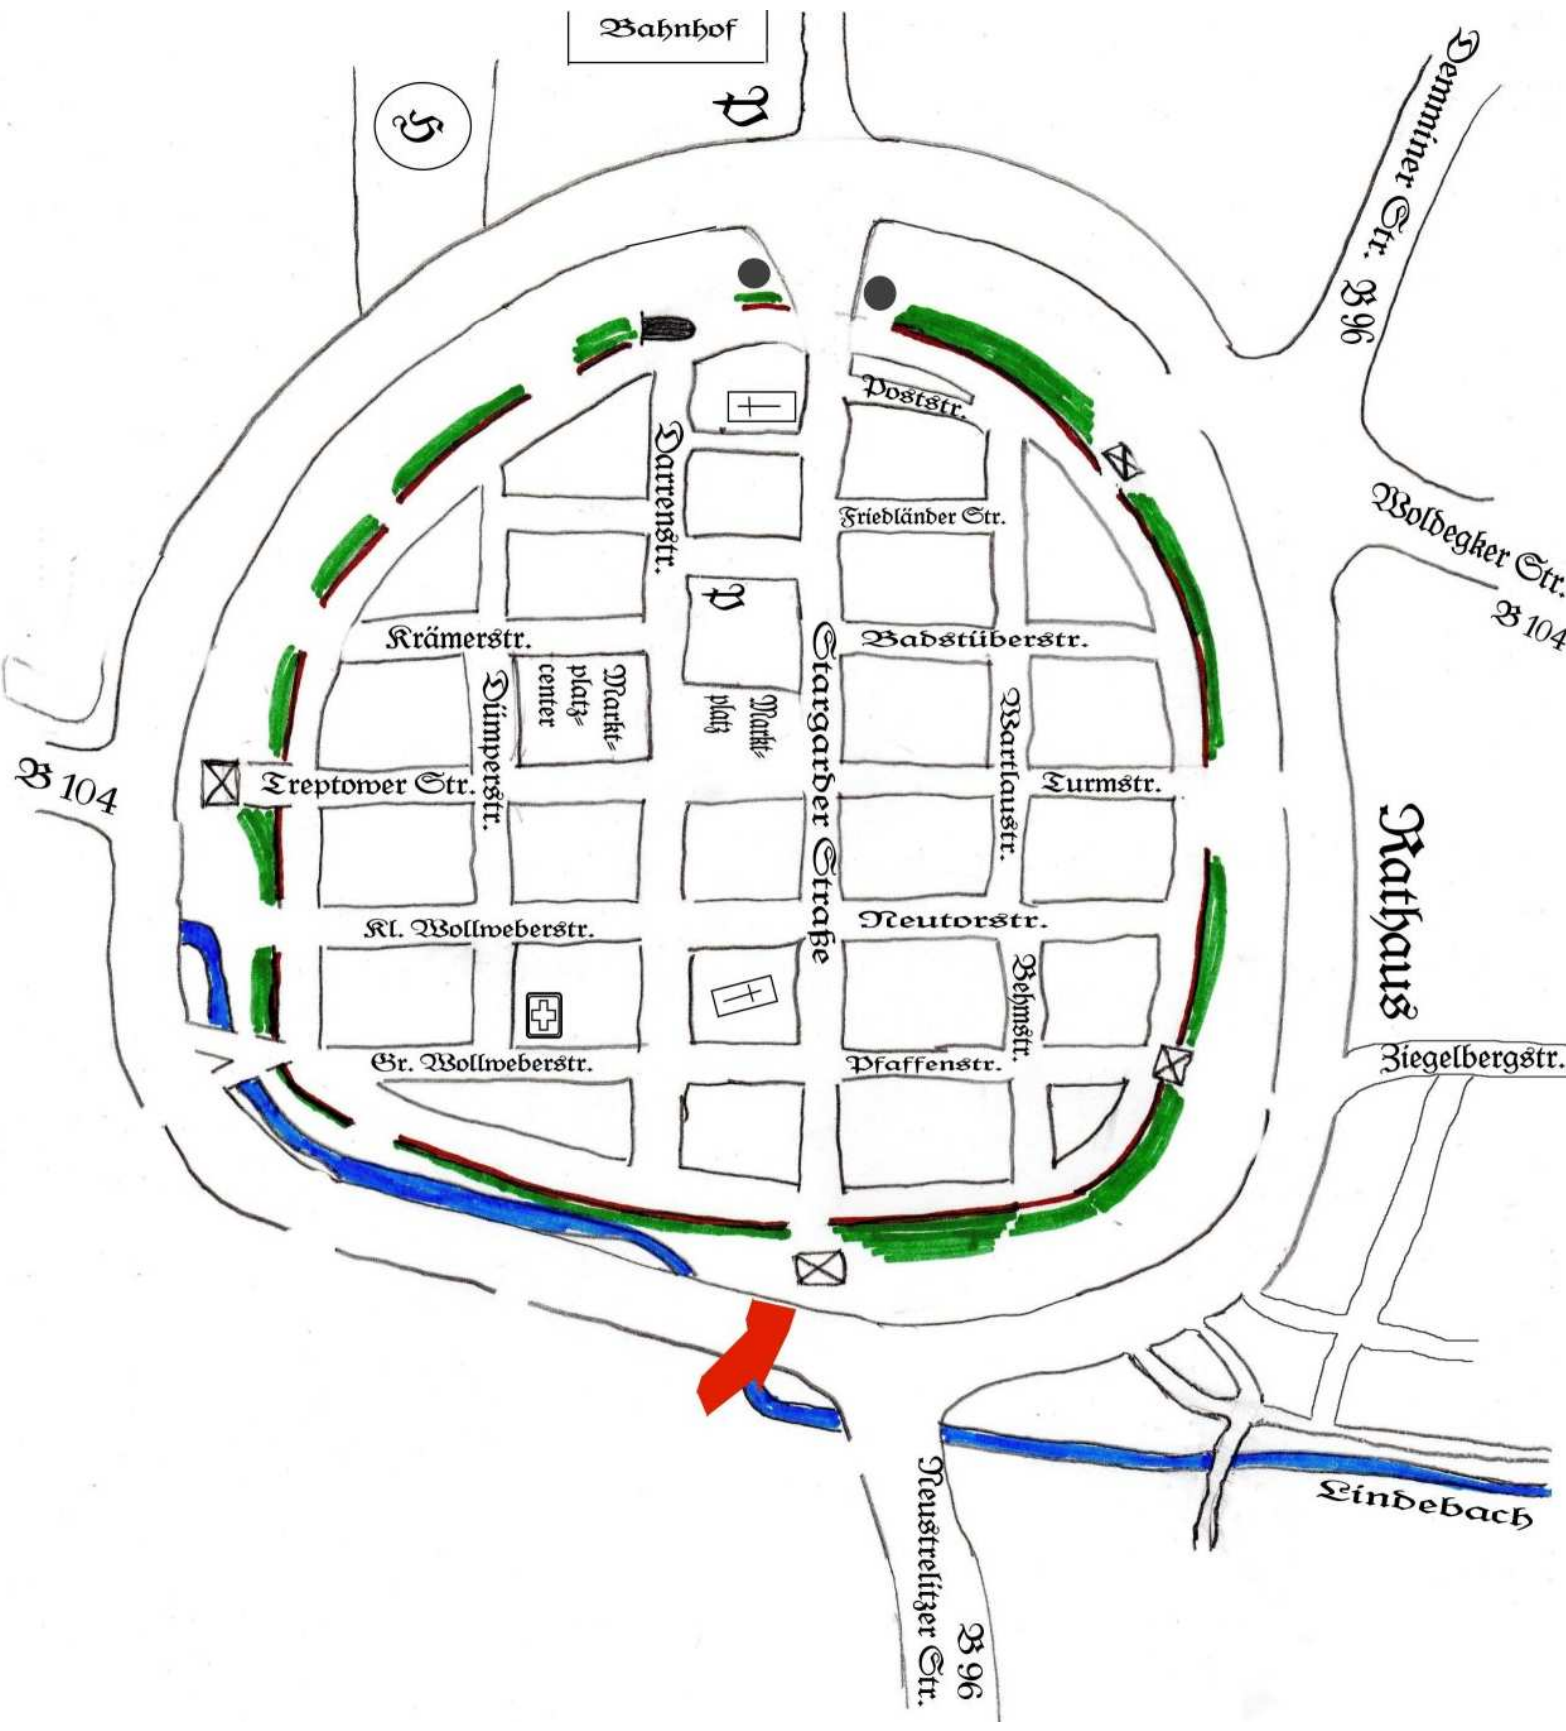 Bahnhof
P
H
Demminer Str. B 96
Poststr.
Darrenstr.
Friedländer Str.
Woldegker Str.
B 104
P
Krämerstr.
Badstüberstr.
Stargarder Straße
Dümperstr.
Markt-
platz-
center
Markt-
platz
Wartlaustr.
B 104
Treptower Str.
Turmstr.
Rathaus
Kl. Wollweberstr.
Neutorstr.
Behmstr.
Gr. Wollweberstr.
Pfaffenstr.
Ziegelbergstr.
Lindebach
Neustrelitzer Str.
B 96